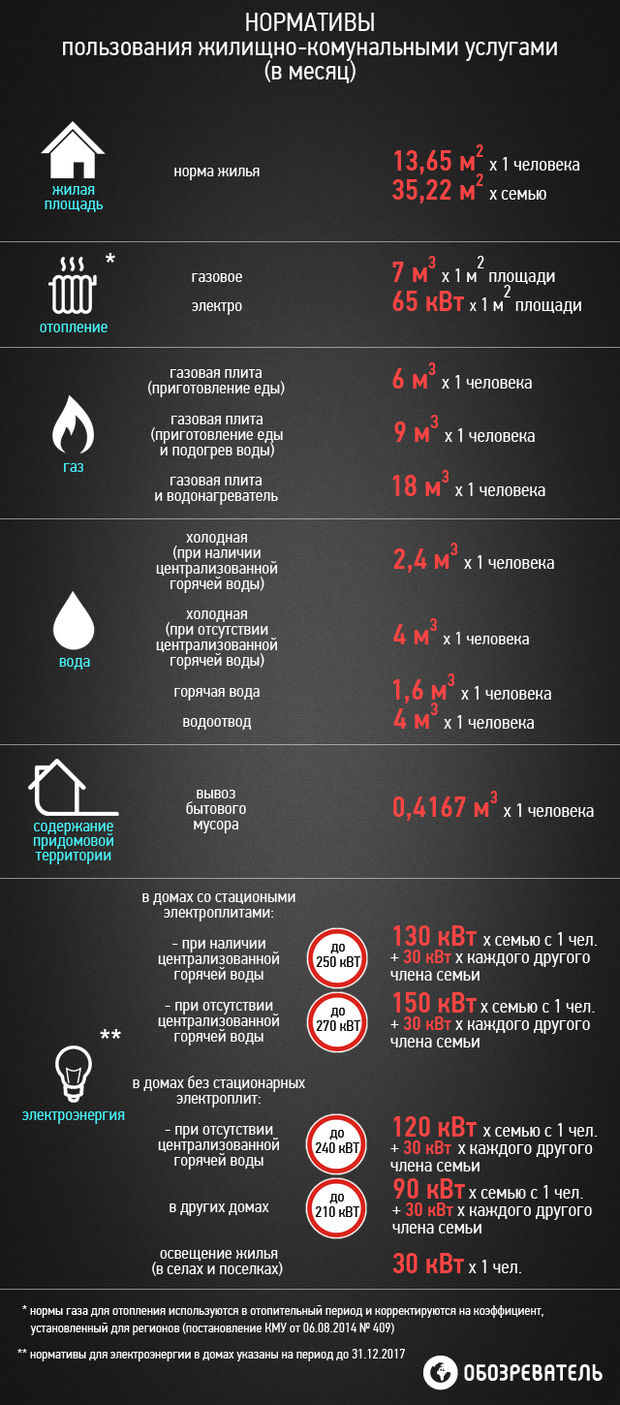 НОРМАТИВЫ
пользования жилищно-комунальными услугами
(в месяц)
жилая
площадь
норма жилья
13,65 м² х 1 человека
35,22 м² х семью
*
отопление
газовое
7 м³ х 1 м² площади
электро
65 кВт х 1 м² площади
газ
газовая плита
(приготовление еды)
6 м³ х 1 человека
газовая плита
(приготовление еды
и подогрев воды)
9 м³ х 1 человека
газовая плита
и водонагреватель
18 м³ х 1 человека
вода
холодная
(при наличии
централизованной
горячей воды)
2,4 м³ х 1 человека
холодная
(при отсутствии
централизованной
горячей воды)
4 м³ х 1 человека
горячая вода
1,6 м³ х 1 человека
водоотвод
4 м³ х 1 человека
содержание
придомовой
территории
вывоз
бытового
мусора
0,4167 м³ х 1 человека
**
электроэнергия
в домах со стациоными
электроплитами:
- при наличии
централизованной
горячей воды
до
250 кВТ
130 кВт х семью с 1 чел.
+ 30 кВт х каждого другого
члена семьи
- при отсутствии
централизованной
горячей воды
до
270 кВТ
150 кВт х семью с 1 чел.
+ 30 кВт х каждого другого
члена семьи
в домах без стационарных
электроплит:
- при отсутствии
централизованной
горячей воды
до
240 кВТ
120 кВт х семью с 1 чел.
+ 30 кВт х каждого другого
члена семьи
в других домах
до
210 кВТ
90 кВт х семью с 1 чел.
+ 30 кВт х каждого другого
члена семьи
освещение жилья
(в селах и поселках)
30 кВт х 1 чел.
* нормы газа для отопления используются в отопительный период и корректируются на коэффициент,
установленный для регионов (постановление КМУ от 06.08.2014 № 409)
** нормативы для электроэнергии в домах указаны на период до 31.12.2017
ОБОЗРЕВАТЕЛЬ